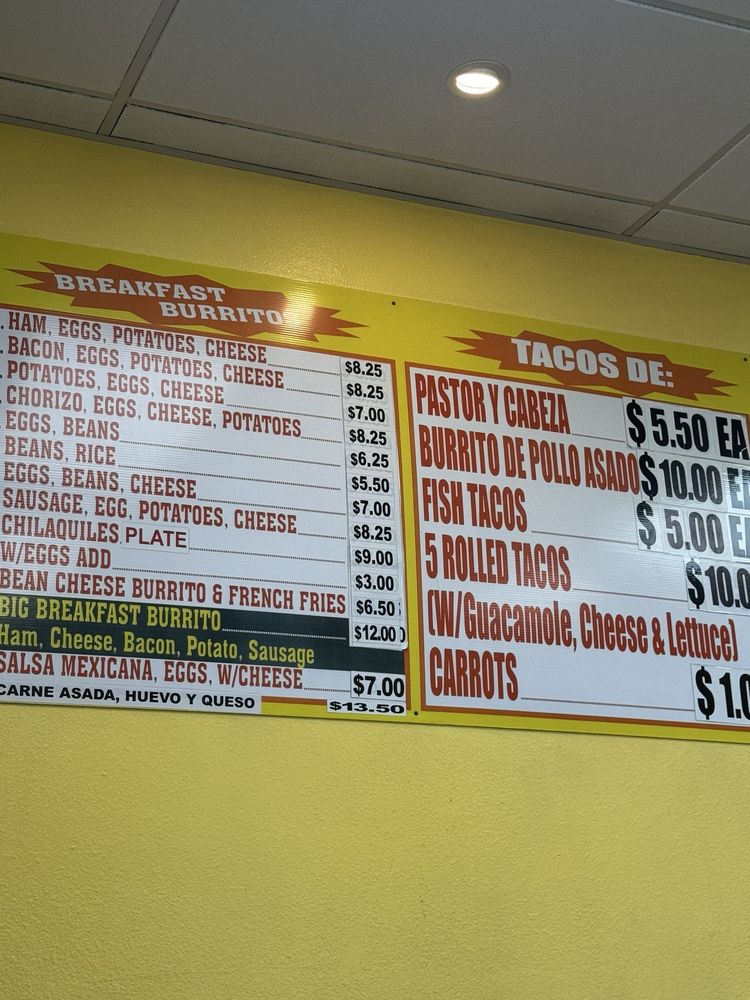 BREAKFAST
BURRITO
. HAM, EGGS, POTATOES, CHEESE $8.25
. BACON, EGGS, POTATOES, CHEESE $8.25
. POTATOES, EGGS, CHEESE $7.00
. CHORIZO, EGGS, CHEESE, POTATOES $8.25
EGGS, BEANS $6.25
BEANS, RICE $5.50
EGGS, BEANS, CHEESE $7.00
SAUSAGE, EGG, POTATOES, CHEESE $8.25
CHILAQUILES PLATE $9.00
W/EGGS ADD $3.00
BEAN CHEESE BURRITO & FRENCH FRIES $6.50
BIG BREAKFAST BURRITO $12.00
Ham, Cheese, Bacon, Potato, Sausage
SALSA MEXICANA, EGGS, W/CHEESE $7.00
CARNE ASADA, HUEVO Y QUESO $13.50
TACOS DE:
PASTOR Y CABEZA $5.50 EA
BURRITO DE POLLO ASADO $10.00
FISH TACOS $5.00
5 ROLLED TACOS $10.0
(W/Guacamole, Cheese & Lettuce)
CARROTS $1.0